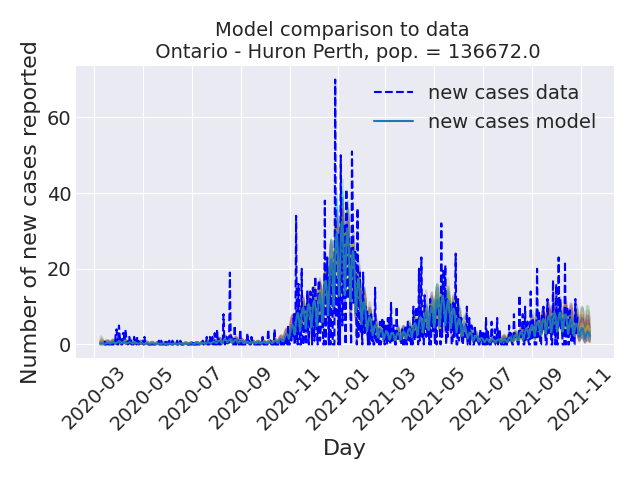 Model comparison to data
Ontario - Huron Perth, pop. = 136672.0
new cases data
new cases model
Number of new cases reported
60
40
20
0
2020-03
2020-05
2020-07
2020-09
2020-11
2021-01
2021-03
2021-05
2021-07
2021-09
2021-11
Day